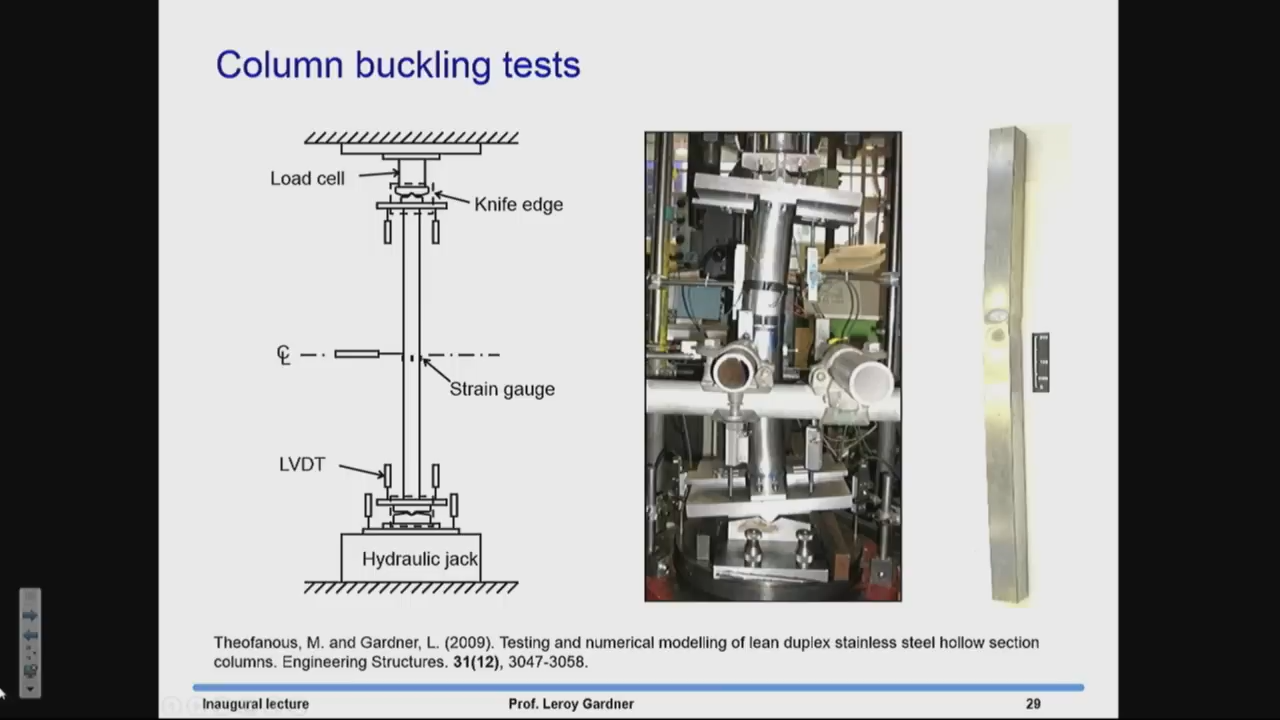 Column buckling tests
Load cell
Knife edge
℄
Strain gauge
LVDT
Hydraulic jack
Theofanous, M. and Gardner, L. (2009). Testing and numerical modelling of lean duplex stainless steel hollow section
columns. Engineering Structures. 31(12), 3047-3058.
Inaugural lecture Prof. Leroy Gardner 29